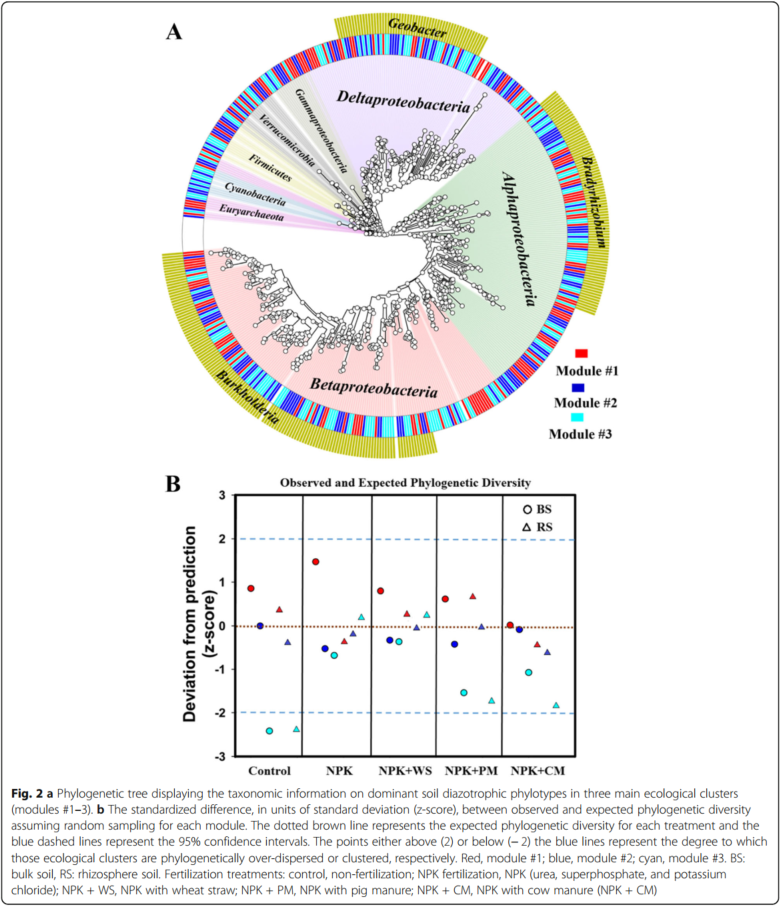 A
Geobacter
Deltaproteobacteria
Gammaproteobacteria
Verrucomicrobia
Firmicutes
Cyanobacteria
Euryarchaeota
Alphaproteobacteria
Bradyrhizobium
Betaproteobacteria
Burkholderia
Module #1
Module #2
Module #3
B
Observed and Expected Phylogenetic Diversity
Deviation from prediction
(z-score)
3
2
1
0
-1
-2
-3
BS
RS
Control NPK NPK+WS NPK+PM NPK+CM
Fig. 2 a Phylogenetic tree displaying the taxonomic information on dominant soil diazotrophic phylotypes in three main ecological clusters
(modules #1–3). b The standardized difference, in units of standard deviation (z-score), between observed and expected phylogenetic diversity
assuming random sampling for each module. The dotted brown line represents the expected phylogenetic diversity for each treatment and the
blue dashed lines represent the 95% confidence intervals. The points either above (2) or below (− 2) the blue lines represent the degree to which
those ecological clusters are phylogenetically over-dispersed or clustered, respectively. Red, module #1; blue, module #2; cyan, module #3. BS:
bulk soil, RS: rhizosphere soil. Fertilization treatments: control, non-fertilization; NPK fertilization, NPK (urea, superphosphate, and potassium
chloride); NPK + WS, NPK with wheat straw; NPK + PM, NPK with pig manure; NPK + CM, NPK with cow manure (NPK + CM)